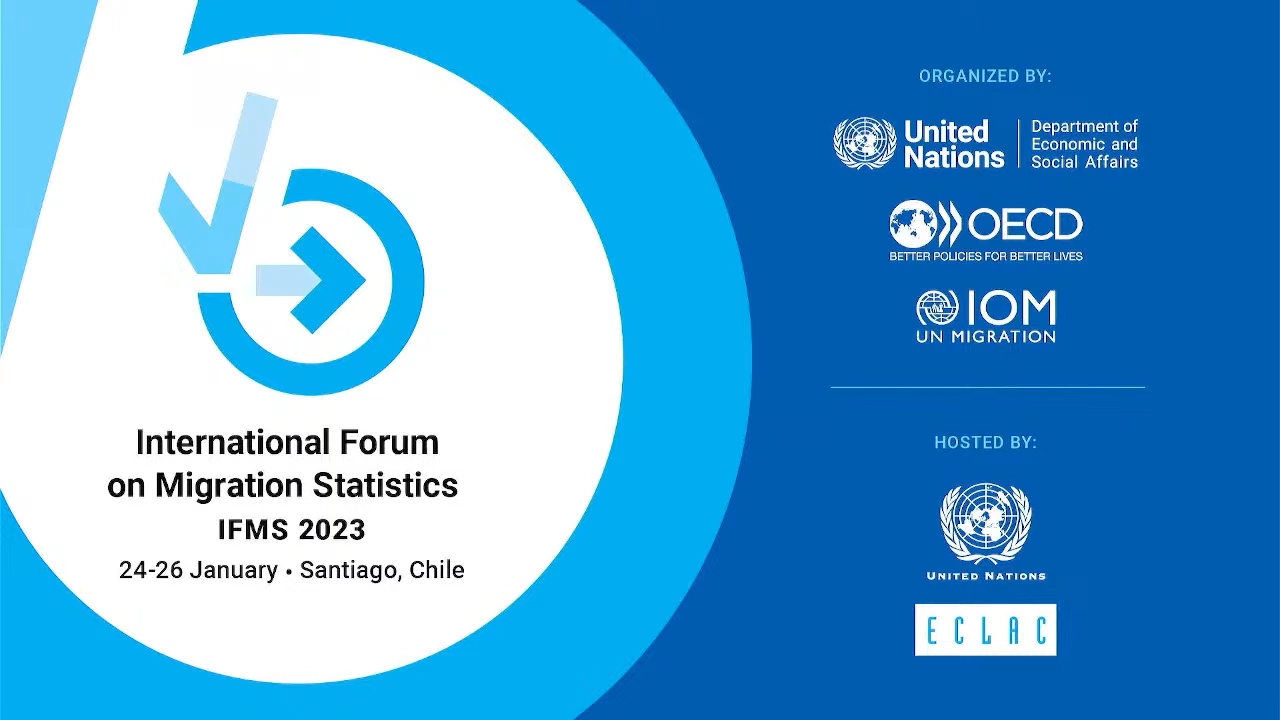 International Forum
on Migration Statistics
IFMS 2023
24-26 January • Santiago, Chile
ORGANIZED BY:
United
Nations
Department of
Economic and
Social Affairs
OECD
BETTER POLICIES FOR BETTER LIVES
IOM
UN MIGRATION
HOSTED BY:
UNITED NATIONS
ECLAC